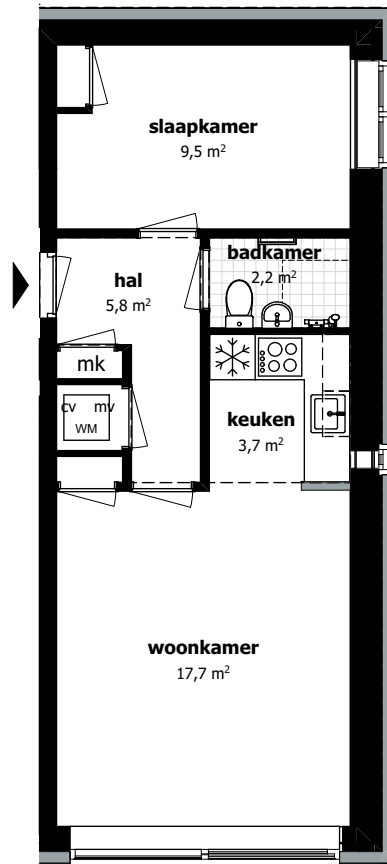 slaapkamer
9,5 m²
badkamer
2,2 m²
hal
5,8 m²
mk
cv mv
WM
keuken
3,7 m²
woonkamer
17,7 m²